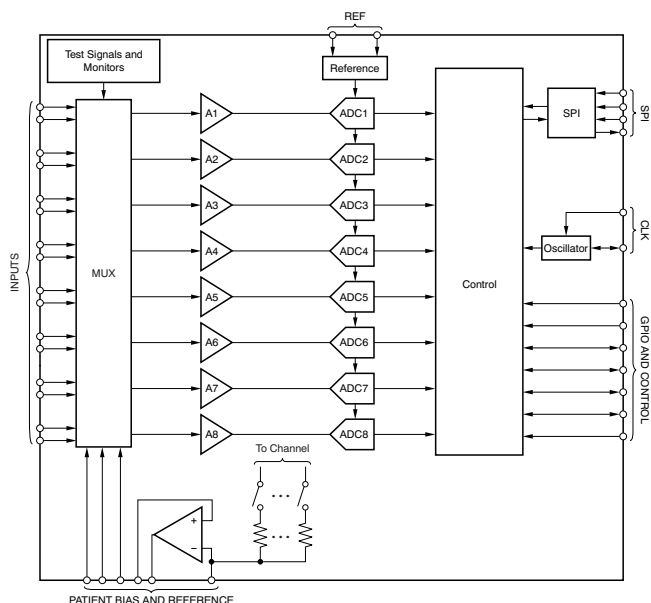 REF
Test Signals and
Monitors
Reference
A1
ADC1
SPI
SPI
A2
ADC2
A3
ADC3
CLK
Oscillator
A4
ADC4
INPUTS
MUX
Control
A5
ADC5
A6
ADC6
GPIO AND CONTROL
A7
ADC7
A8
ADC8
To Channel
+
−
PATIENT BIAS AND REFERENCE